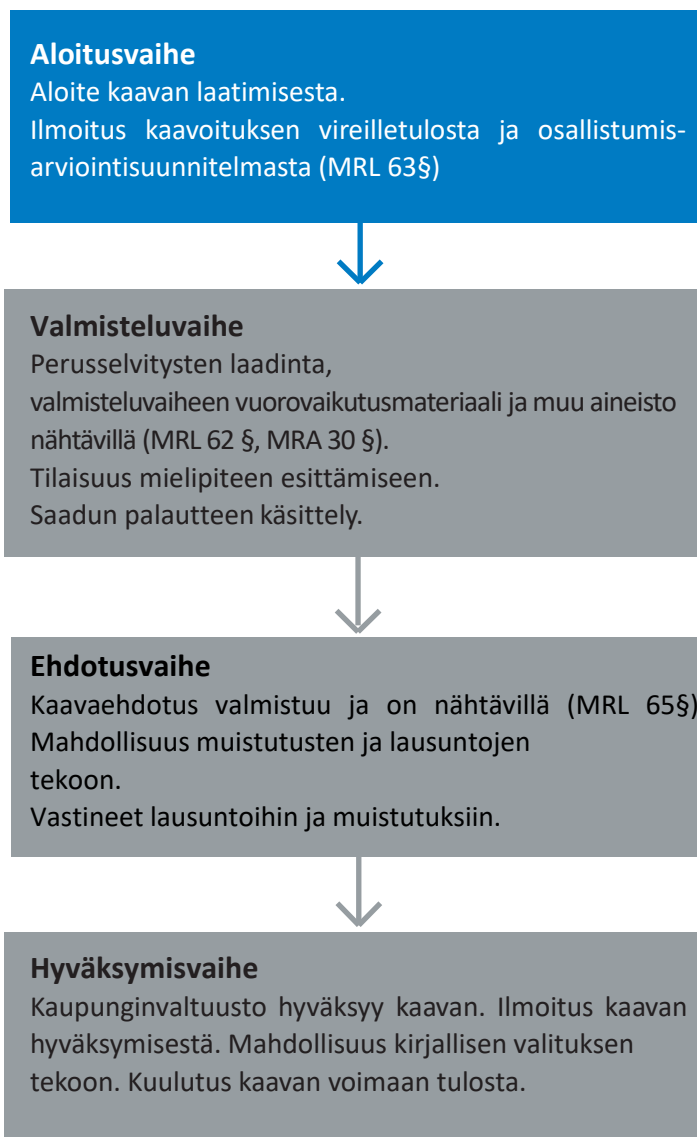 Aloitusvaihe
Aloite kaavan laatimisesta.
Ilmoitus kaavoituksen vireilletulosta ja osallistumis-
arviointisuunnitelmasta (MRL 63§)
Valmisteluvaihe
Perusselvitysten laadinta,
valmisteluvaiheen vuorovaikutusmateriaali ja muu aineisto
nähtävillä (MRL 62 §, MRA 30 §).
Tilaisuus mielipiteen esittämiseen.
Saadun palautteen käsittely.
Ehdotusvaihe
Kaavaehdotus valmistuu ja on nähtävillä (MRL 65§)
Mahdollisuus muistutusten ja lausuntojen
tekoon.
Vastineet lausuntoihin ja muistutuksiin.
Hyväksymisvaihe
Kaupunginvaltuusto hyväksyy kaavan. Ilmoitus kaavan
hyväksymisestä. Mahdollisuus kirjallisen valituksen
tekoon. Kuulutus kaavan voimaan tulosta.